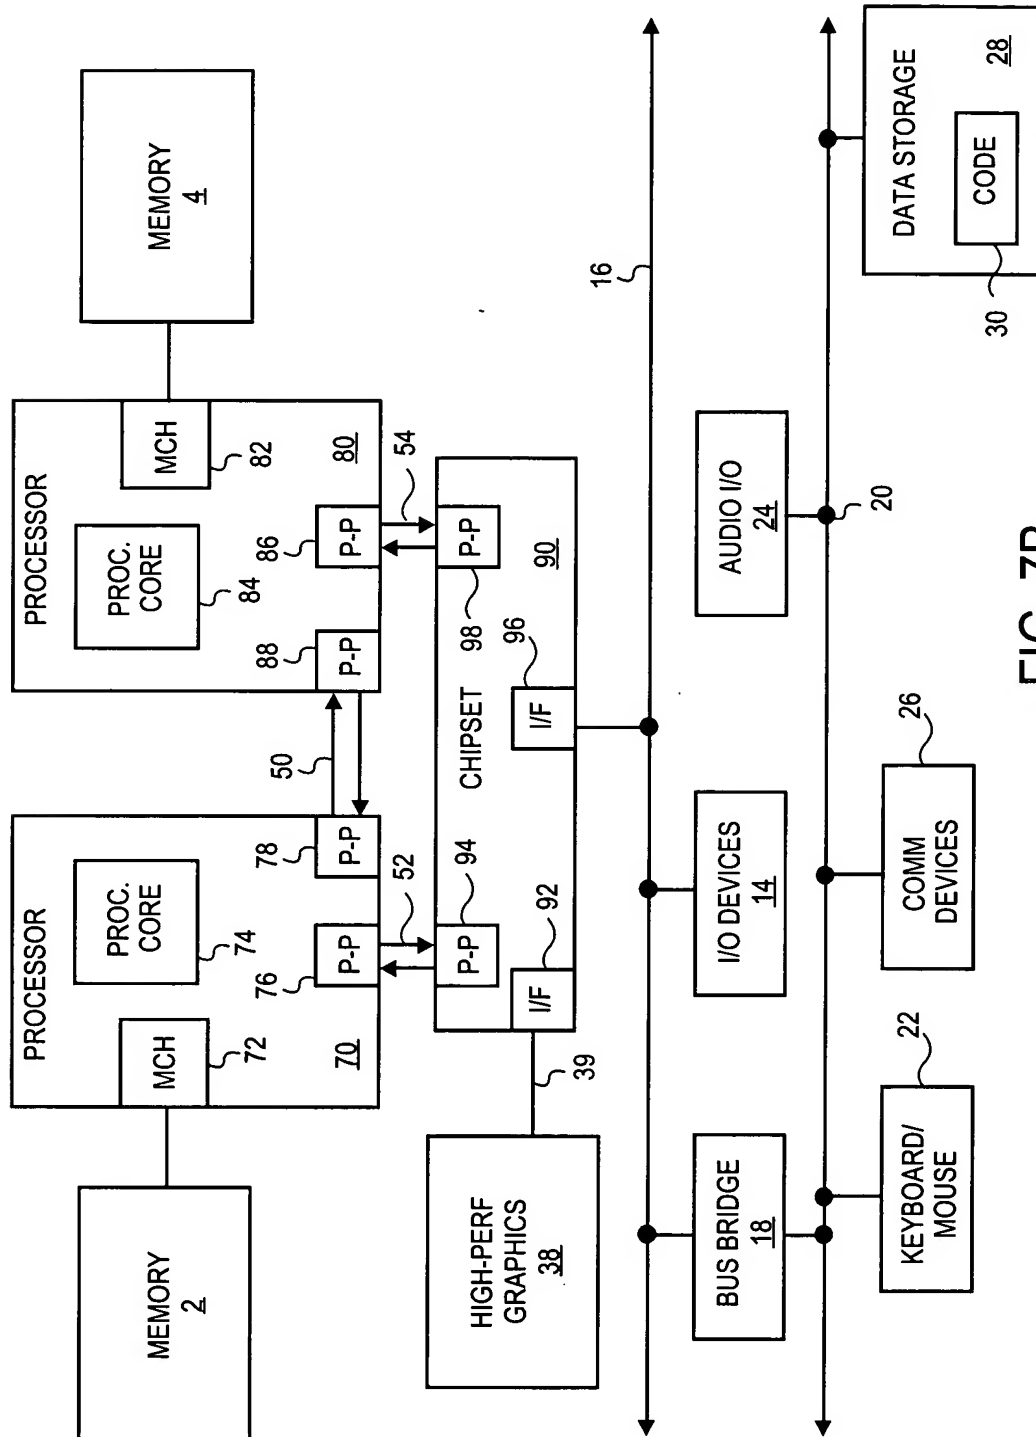 MEMORY
2
PROCESSOR
MCH
72
PROC.
CORE
74
70
76
P-P
78
P-P
50
PROCESSOR
PROC.
CORE
84
MCH
82
80
88
P-P
86
P-P
MEMORY
4
52
54
HIGH-PERF
GRAPHICS
38
39
I/F
92
P-P
94
CHIPSET
I/F
96
P-P
98
90
16
BUS BRIDGE
18
I/O DEVICES
14
AUDIO I/O
24
20
KEYBOARD/
MOUSE
22
COMM
DEVICES
26
DATA STORAGE
CODE
28
30